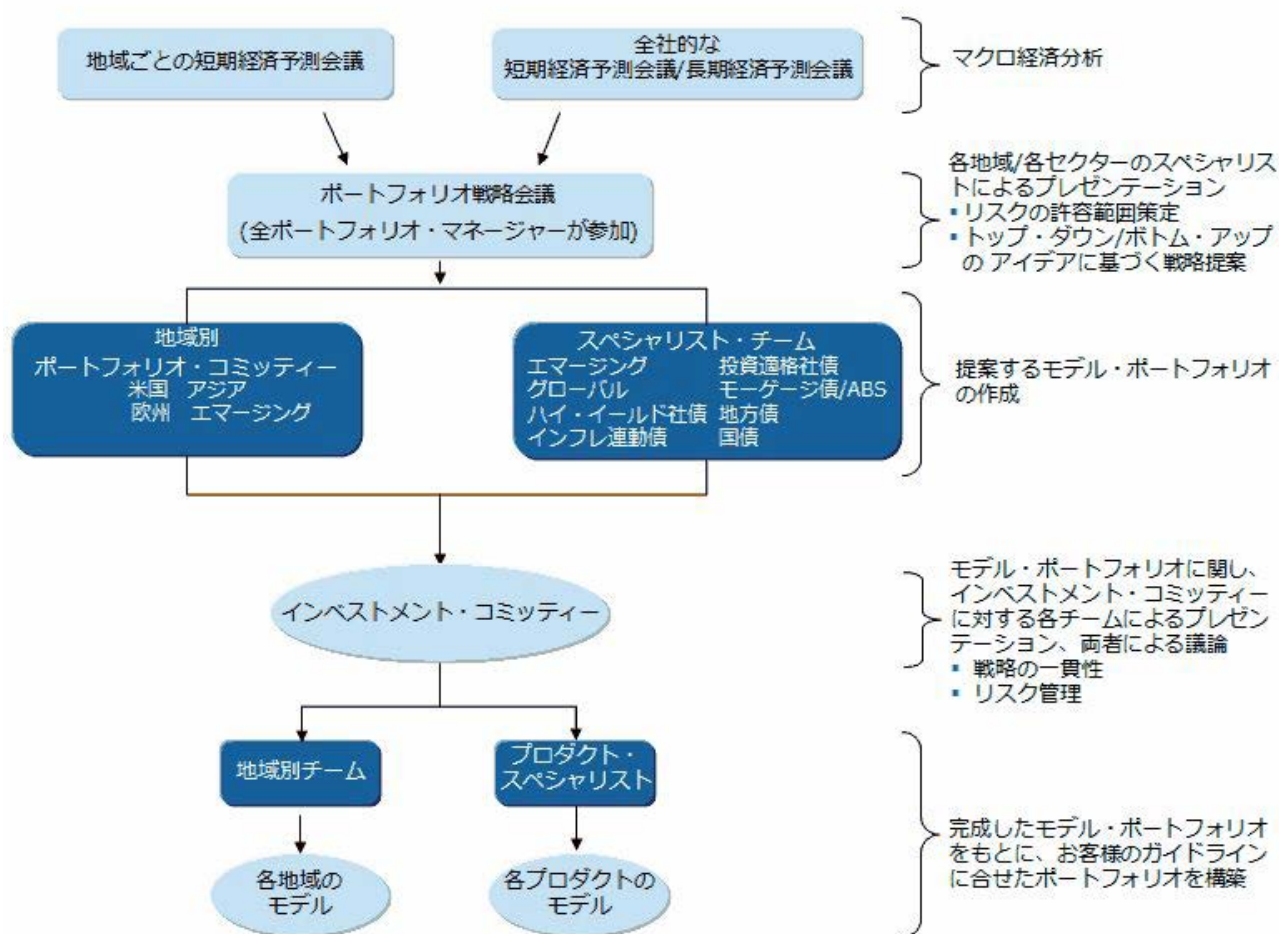 地域ごとの短期経済予測会議
全社的な
短期経済予測会議/長期経済予測会議
マクロ経済分析
ポートフォリオ戦略会議
(全ポートフォリオ・マネージャーが参加)
各地域/各セクターのスペシャリス
トによるプレゼンテーション
▪ リスクの許容範囲策定
▪ トップ・ダウン/ボトム・アップ
の アイデアに基づく戦略提案
地域別
ポートフォリオ・コミッティー
米国 アジア
欧州 エマージング
スペシャリスト・チーム
エマージング 投資適格社債
グローバル モーゲージ債/ABS
ハイ・イールド社債 地方債
インフレ連動債 国債
提案するモデル・ポートフォリオ
の作成
インベストメント・コミッティー
モデル・ポートフォリオに関し、
インベストメント・コミッティー
に対する各チームによるプレゼン
テーション、両者による議論
▪ 戦略の一貫性
▪ リスク管理
地域別チーム
プロダクト・
スペシャリスト
各地域の
モデル
各プロダクトの
モデル
完成したモデル・ポートフォリオ
をもとに、お客様のガイドライン
に合せたポートフォリオを構築